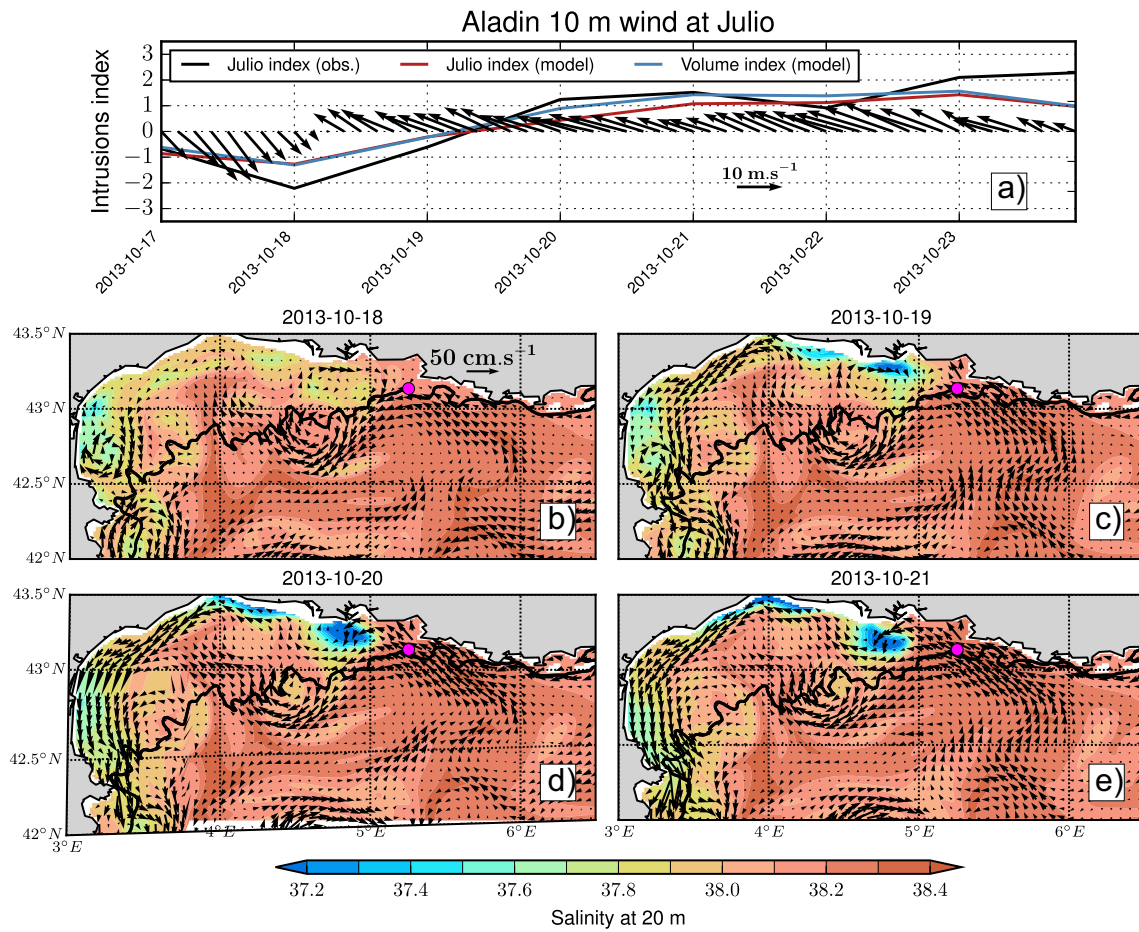 Aladin 10 m wind at Julio
Intrusions index
3
2
1
0
−1
−2
−3
Julio index (obs.)
Julio index (model)
Volume index (model)
10 m.s⁻¹
a)
2013-10-17
2013-10-18
2013-10-19
2013-10-20
2013-10-21
2013-10-22
2013-10-23
2013-10-18
2013-10-19
43.5°N
43°N
42.5°N
42°N
50 cm.s⁻¹
b)
c)
2013-10-20
2013-10-21
43.5°N
43°N
42.5°N
42°N
3°E
4°E
5°E
6°E
3°E
4°E
5°E
6°E
d)
e)
37.2
37.4
37.6
37.8
38.0
38.2
38.4
Salinity at 20 m